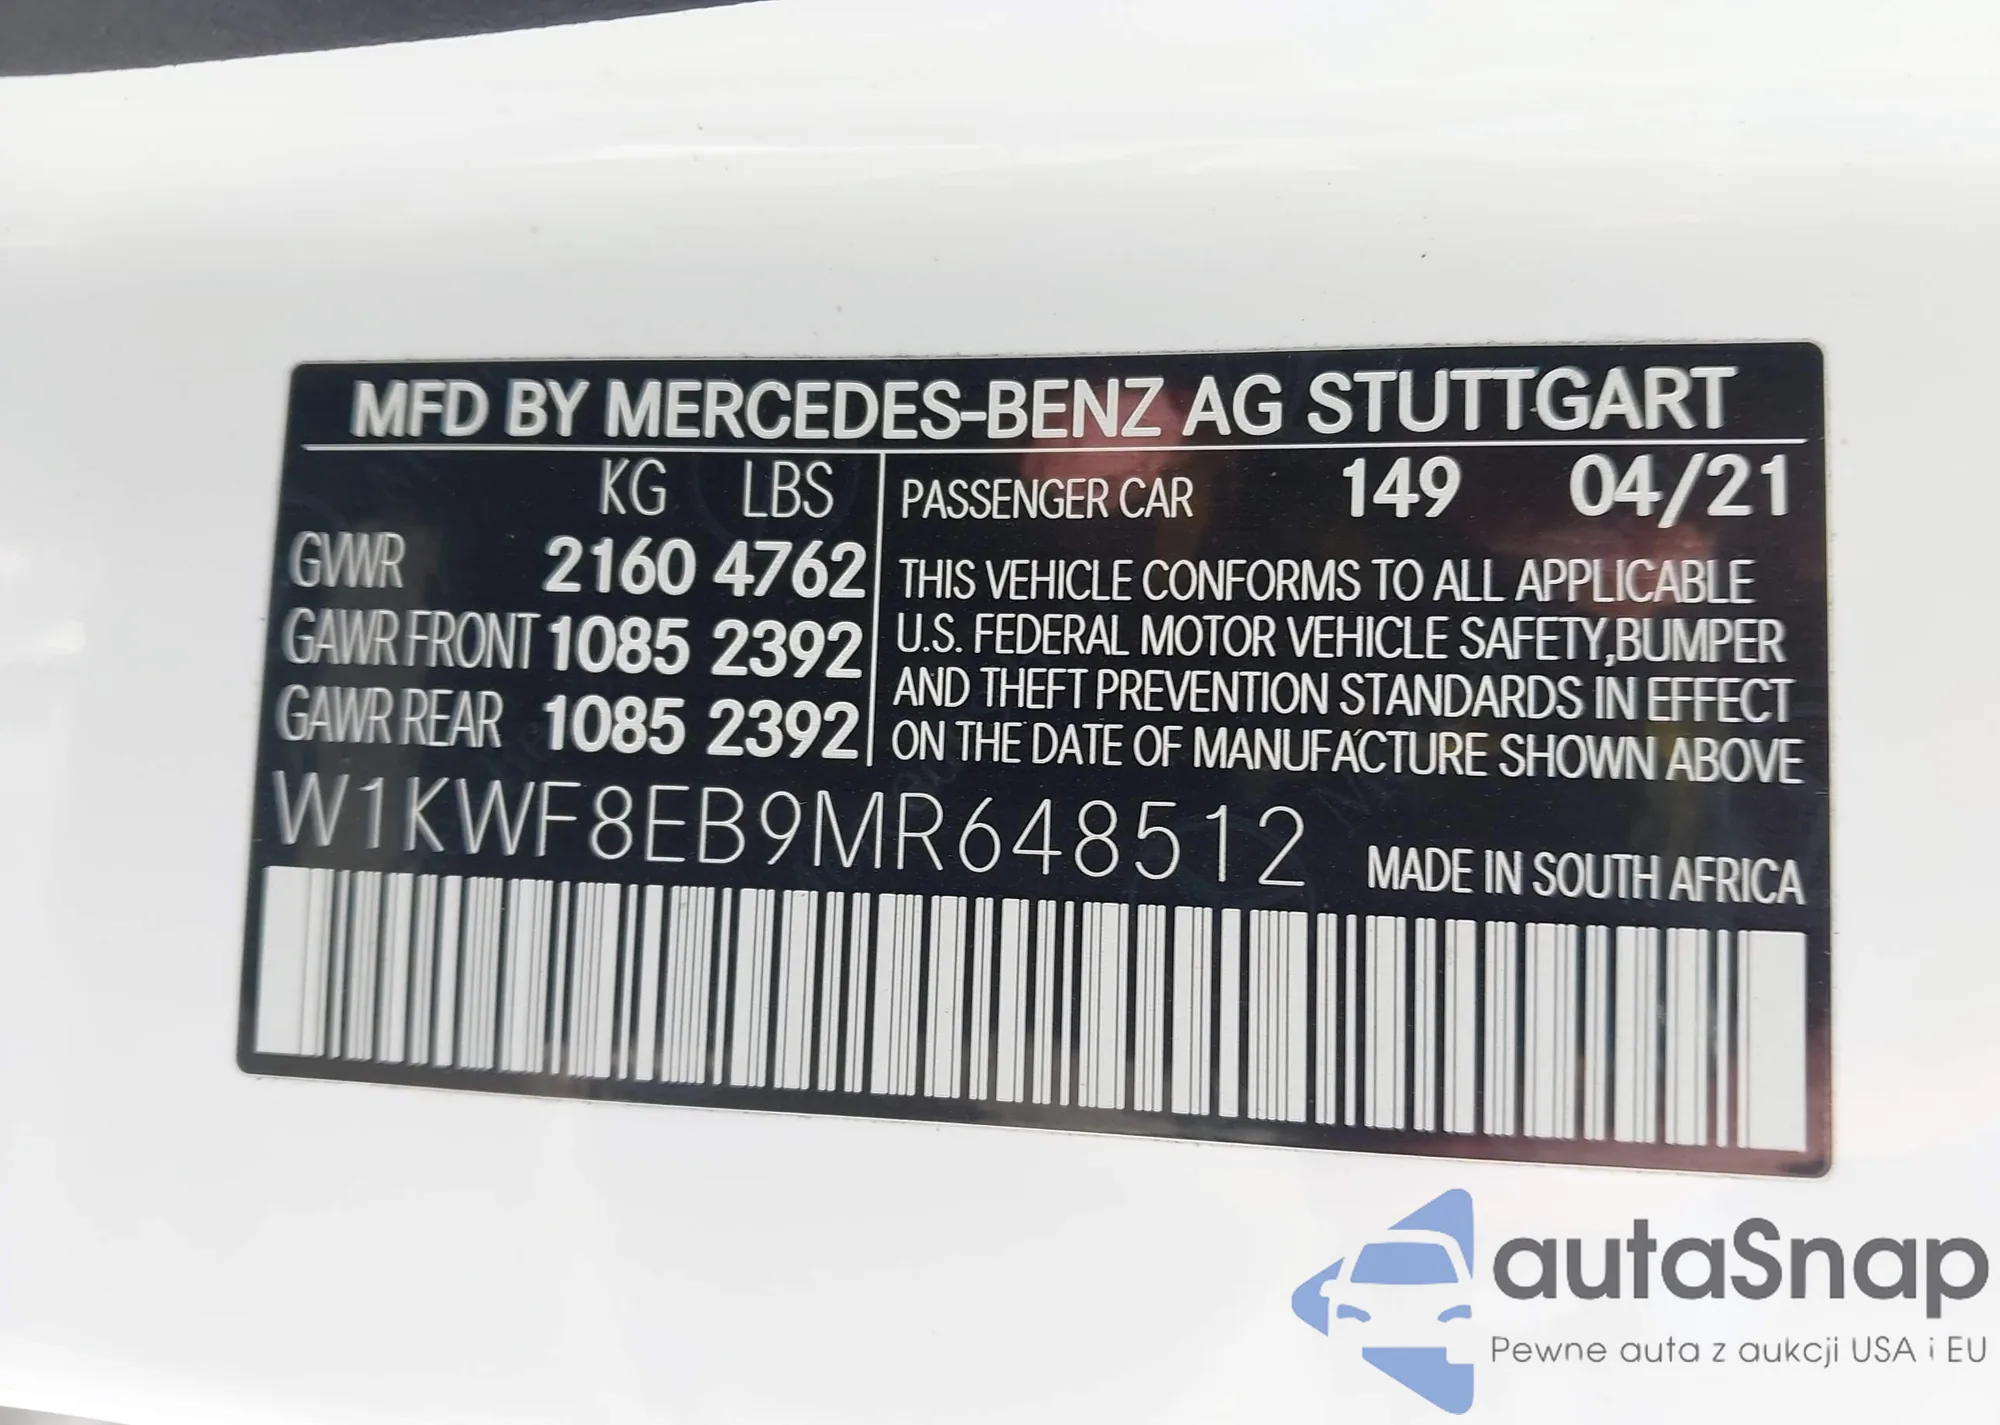 MFD BY MERCEDES-BENZ AG STUTTGART
KG LBS
GVWR 2160 4762
GAWR FRONT 1085 2392
GAWR REAR 1085 2392
PASSENGER CAR 149 04/21
THIS VEHICLE CONFORMS TO ALL APPLICABLE
U.S. FEDERAL MOTOR VEHICLE SAFETY,BUMPER
AND THEFT PREVENTION STANDARDS IN EFFECT
ON THE DATE OF MANUFACTURE SHOWN ABOVE
W1KWF8EB9MR648512
MADE IN SOUTH AFRICA
autaSnap
Pewne auta z aukcji USA i EU